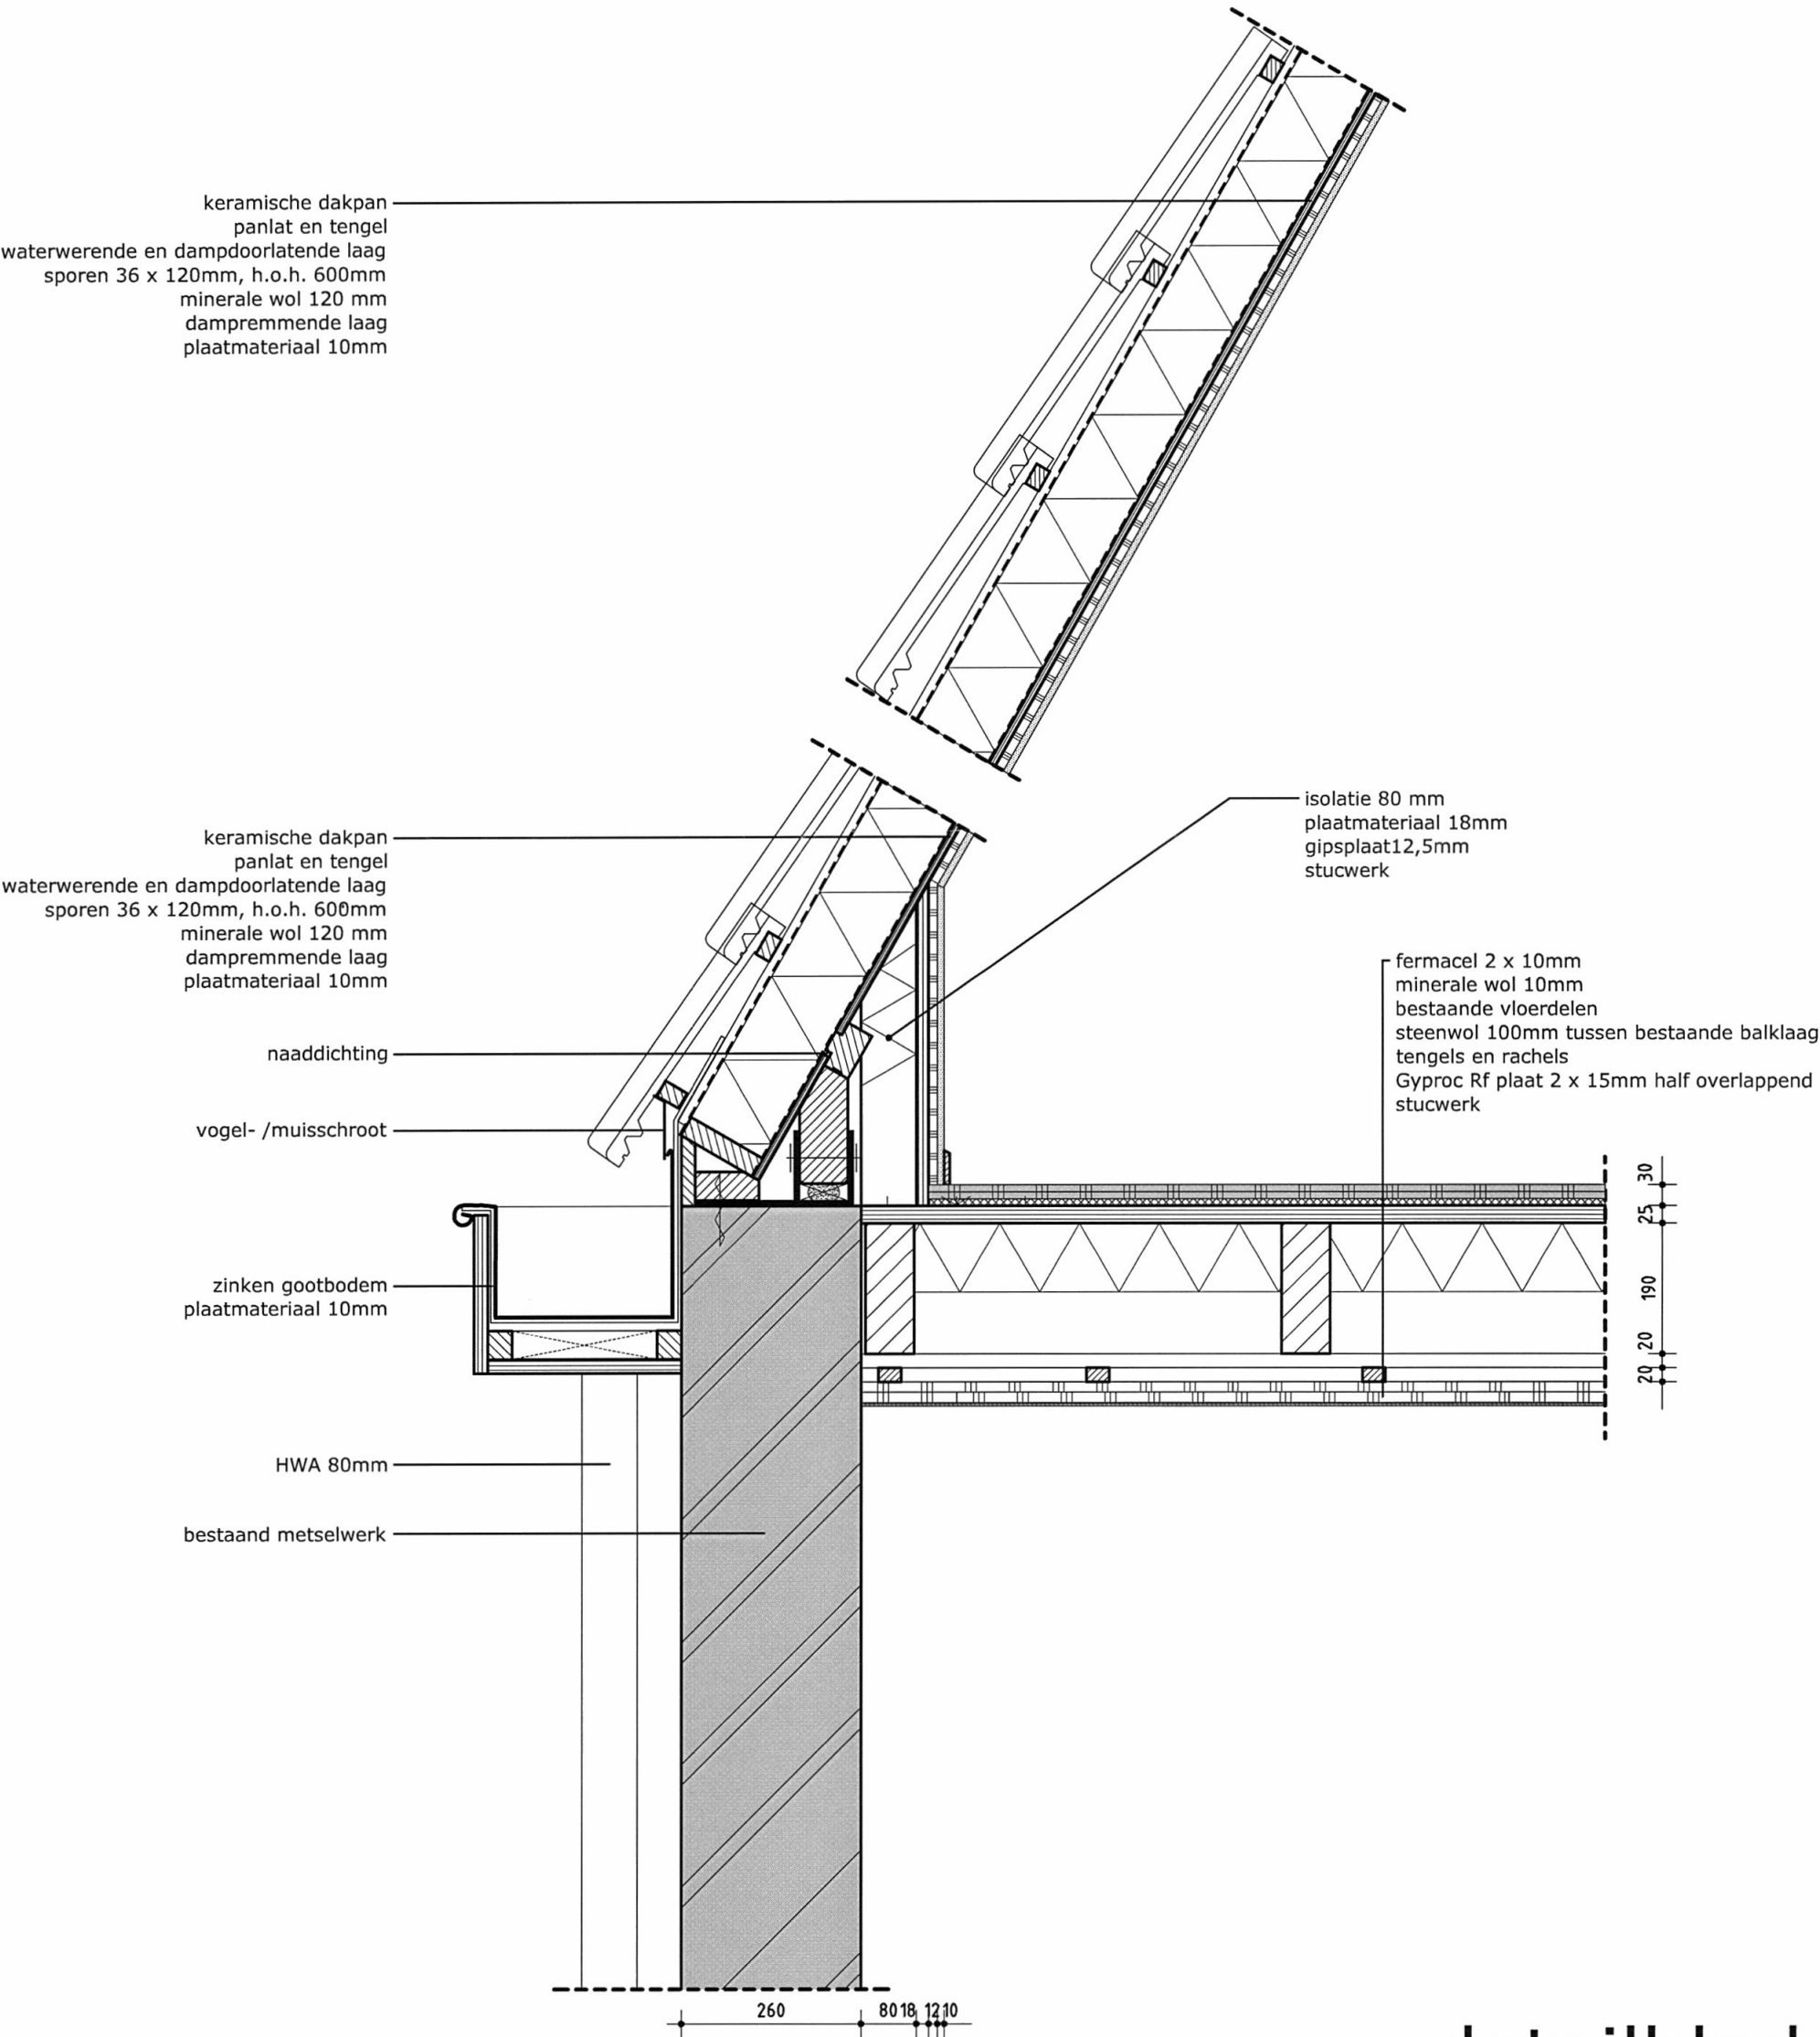 keramische dakpan
panlat en tengel
waterwerende en dampdoorlatende laag
sporen 36 x 120mm, h.o.h. 600mm
minerale wol 120 mm
dampremmende laag
plaatmateriaal 10mm
isolatie 80 mm
plaatmateriaal 18mm
gipsplaat12,5mm
stucwerk
keramische dakpan
panlat en tengel
waterwerende en dampdoorlatende laag
sporen 36 x 120mm, h.o.h. 600mm
minerale wol 120 mm
dampremmende laag
plaatmateriaal 10mm
fermacel 2 x 10mm
minerale wol 10mm
bestaande vloerdelen
steenwol 100mm tussen bestaande balklaag
tengels en rachels
Gyproc Rf plaat 2 x 15mm half overlappend
stucwerk
naaddichting
vogel- /muisschroot
30
25
190
20
20
zinken gootbodem
plaatmateriaal 10mm
HWA 80mm
bestaand metselwerk
260 80 18 12 10